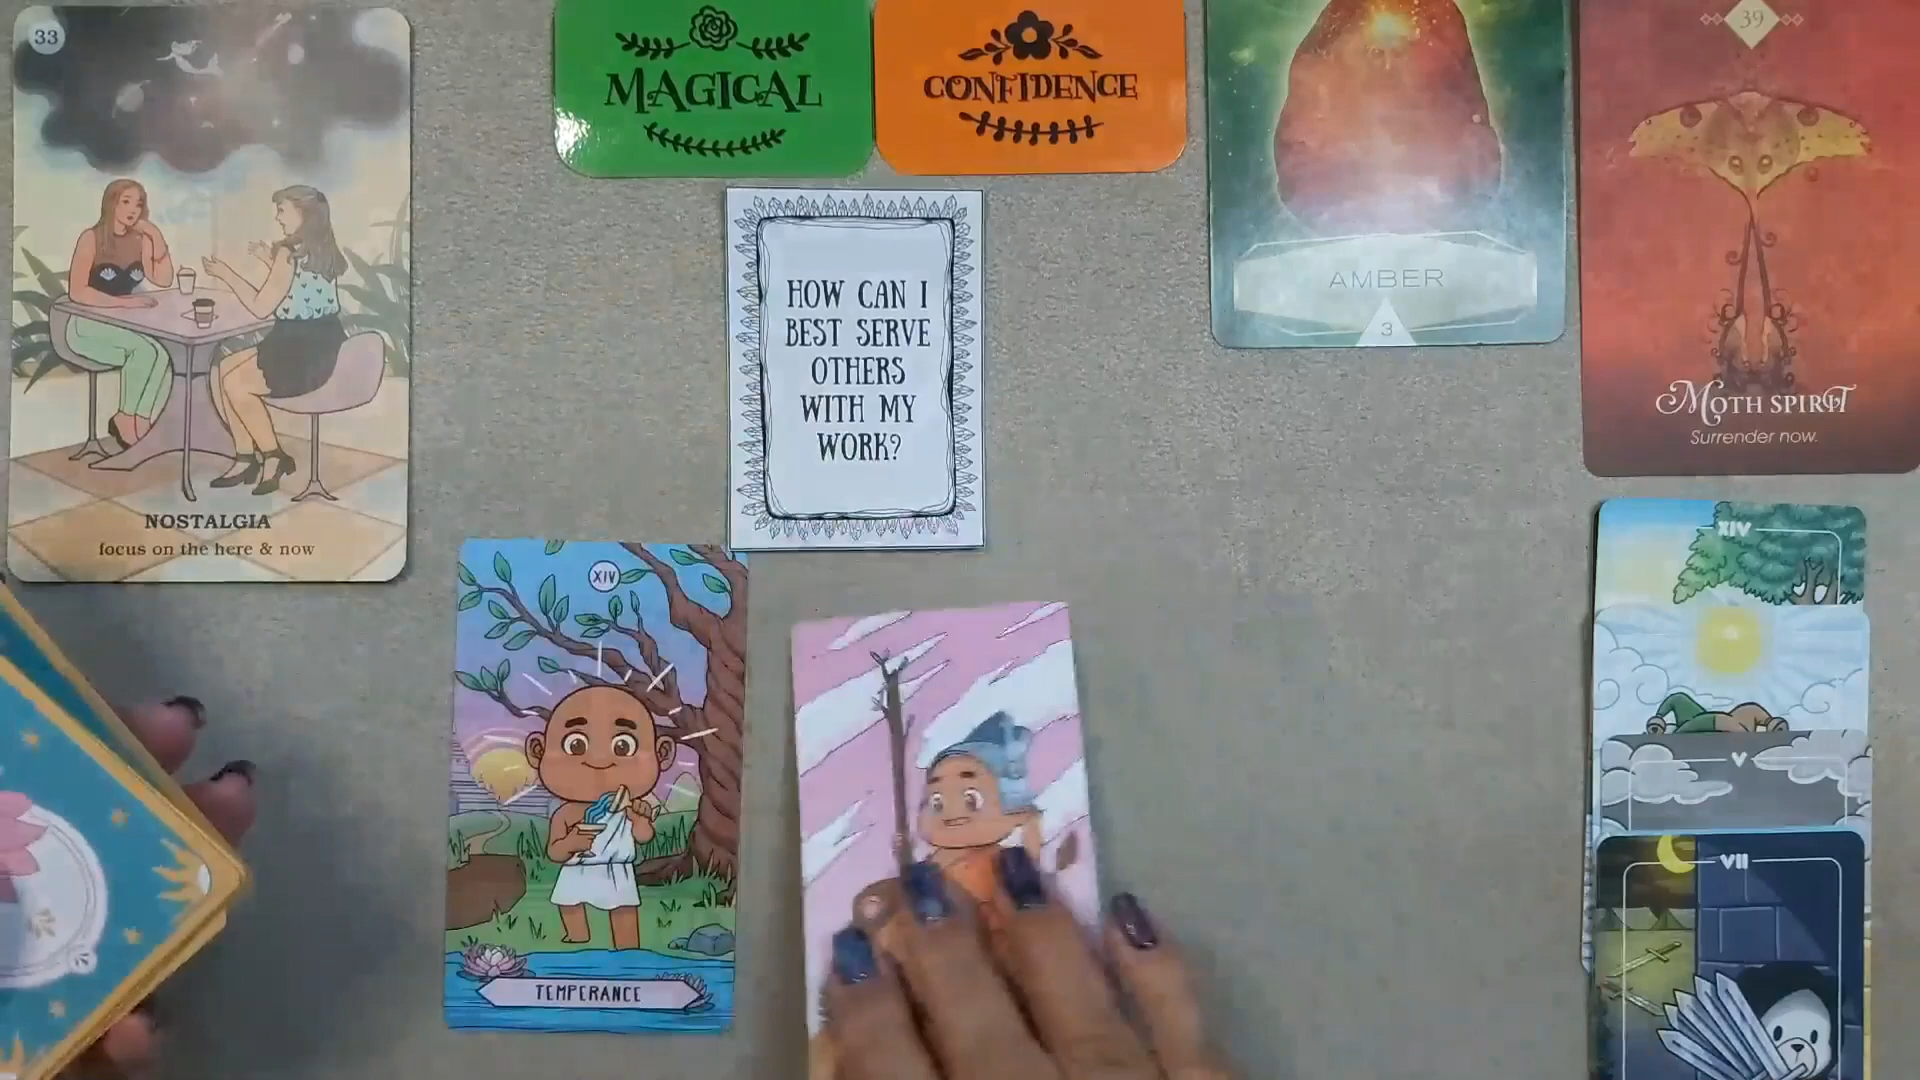 33
NOSTALGIA
focus on the here & now
MAGICAL
CONFIDENCE
HOW CAN I
BEST SERVE
OTHERS
WITH MY
WORK?
AMBER
3
39
MOTH SPIRIT
Surrender now.
XIV
TEMPERANCE
XIV
V
VII